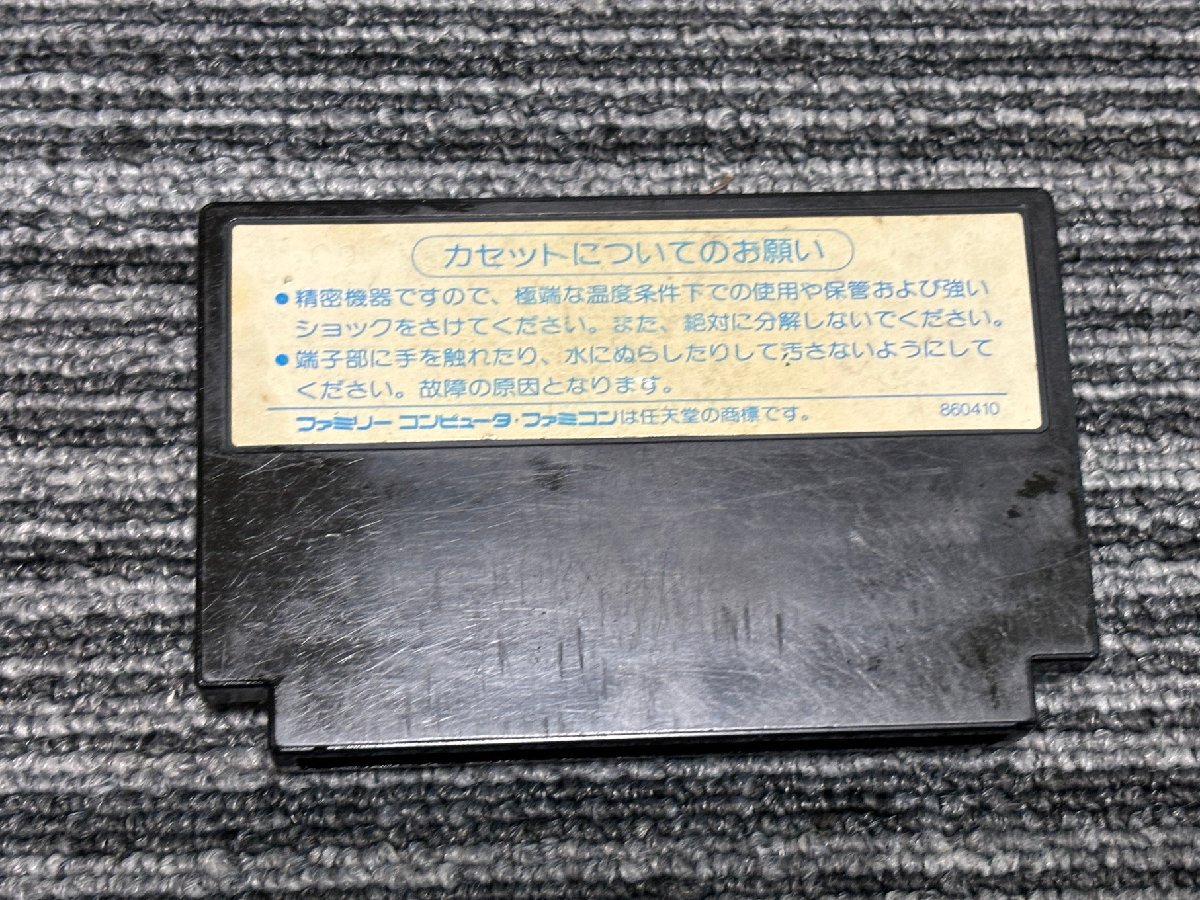 カセットについてのお願い
●精密機器ですので、極端な温度条件下での使用や保管および強い
ショックをさけてください。また、絶対に分解しないでください。
●端子部に手を触れたり、水にぬらしたりして汚さないようにして
ください。故障の原因となります。
ファミリー コンピュータ・ファミコンは任天堂の商標です。 860410